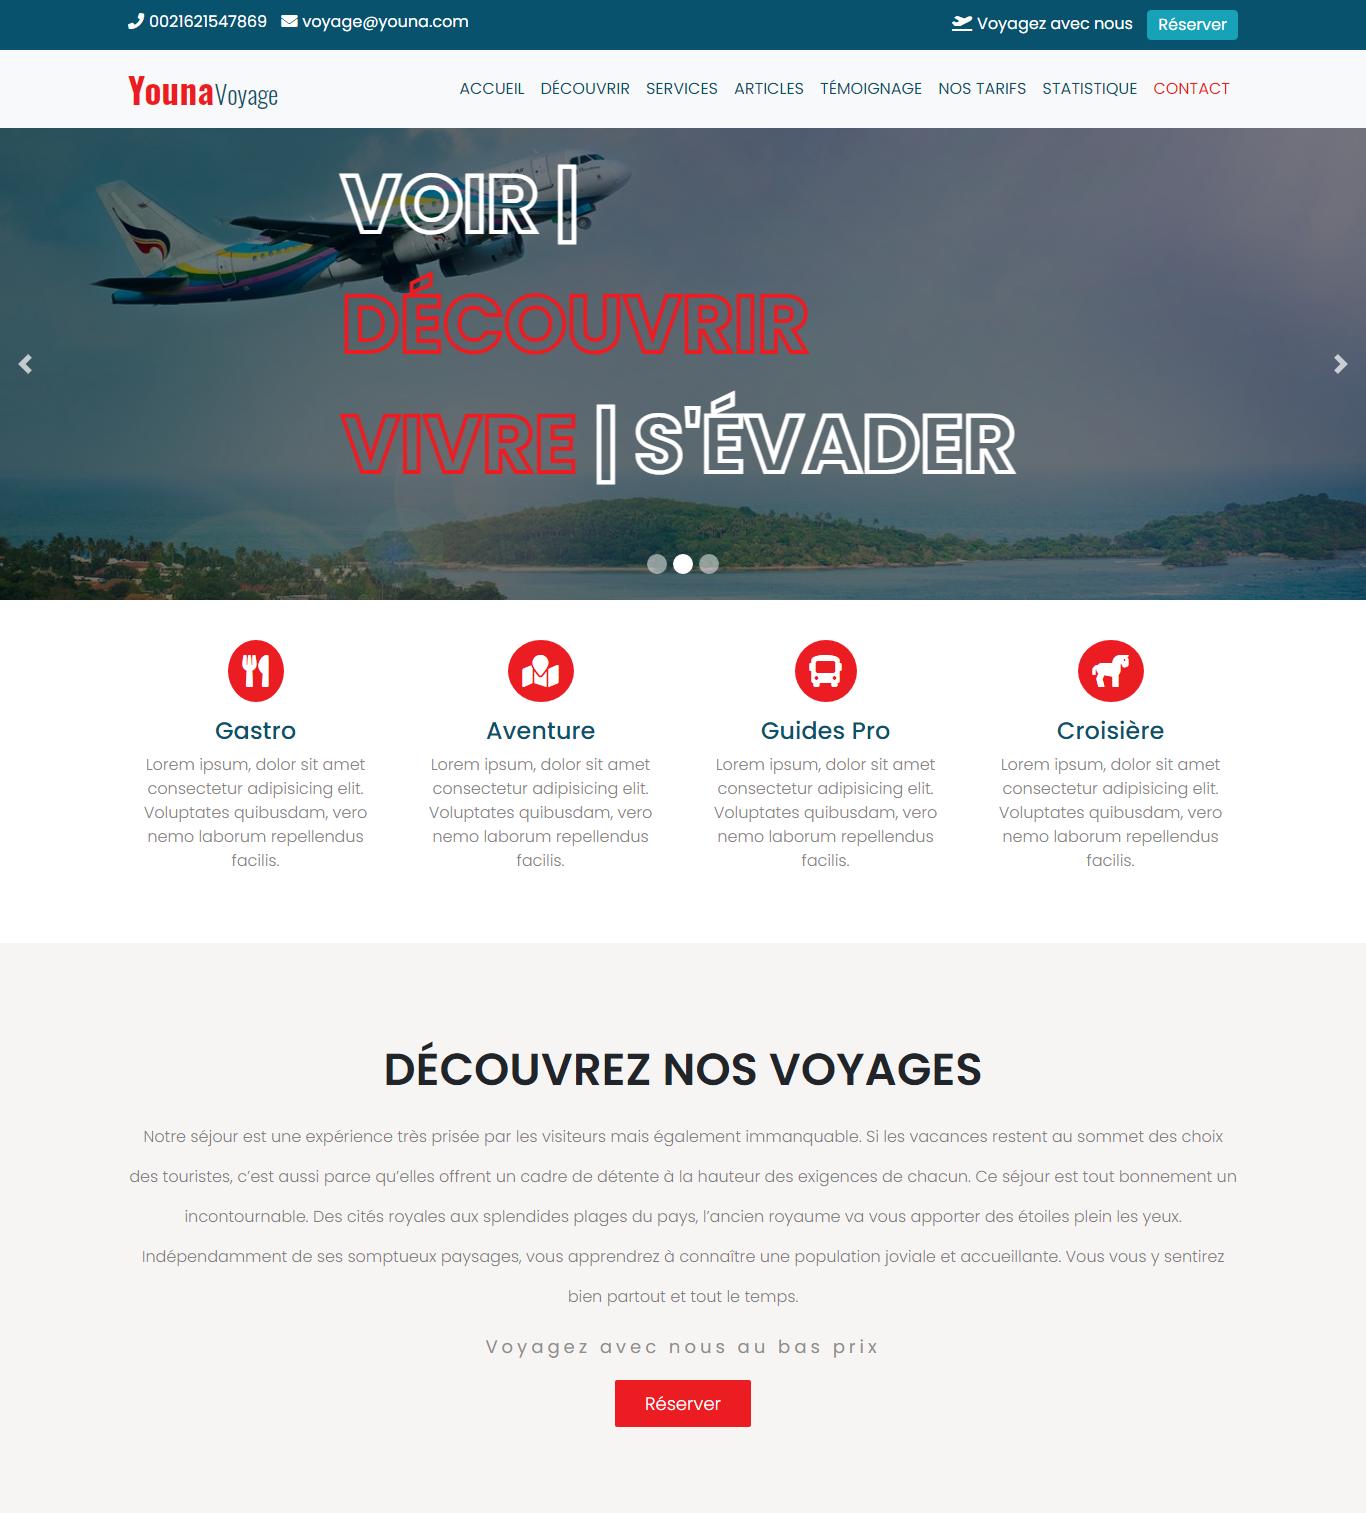 0021621547869 voyage@youna.com Voyagez avec nous Réserver
YounaVoyage ACCUEIL DÉCOUVRIR SERVICES ARTICLES TÉMOIGNAGE NOS TARIFS STATISTIQUE CONTACT
VOIR |
DÉCOUVRIR
VIVRE | S'ÉVADER
Gastro
Lorem ipsum, dolor sit amet
consectetur adipisicing elit.
Voluptates quibusdam, vero
nemo laborum repellendus
facilis.
Aventure
Lorem ipsum, dolor sit amet
consectetur adipisicing elit.
Voluptates quibusdam, vero
nemo laborum repellendus
facilis.
Guides Pro
Lorem ipsum, dolor sit amet
consectetur adipisicing elit.
Voluptates quibusdam, vero
nemo laborum repellendus
facilis.
Croisière
Lorem ipsum, dolor sit amet
consectetur adipisicing elit.
Voluptates quibusdam, vero
nemo laborum repellendus
facilis.
DÉCOUVREZ NOS VOYAGES
Notre séjour est une expérience très prisée par les visiteurs mais également immanquable. Si les vacances restent au sommet des choix
des touristes, c’est aussi parce qu’elles offrent un cadre de détente à la hauteur des exigences de chacun. Ce séjour est tout bonnement un
incontournable. Des cités royales aux splendides plages du pays, l’ancien royaume va vous apporter des étoiles plein les yeux.
Indépendamment de ses somptueux paysages, vous apprendrez à connaître une population joviale et accueillante. Vous vous y sentirez
bien partout et tout le temps.
Voyagez avec nous au bas prix
Réserver